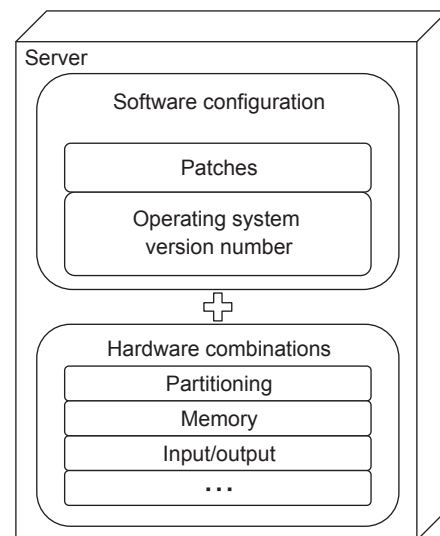 Server
Software configuration
Patches
Operating system
version number
Hardware combinations
Partitioning
Memory
Input/output
...